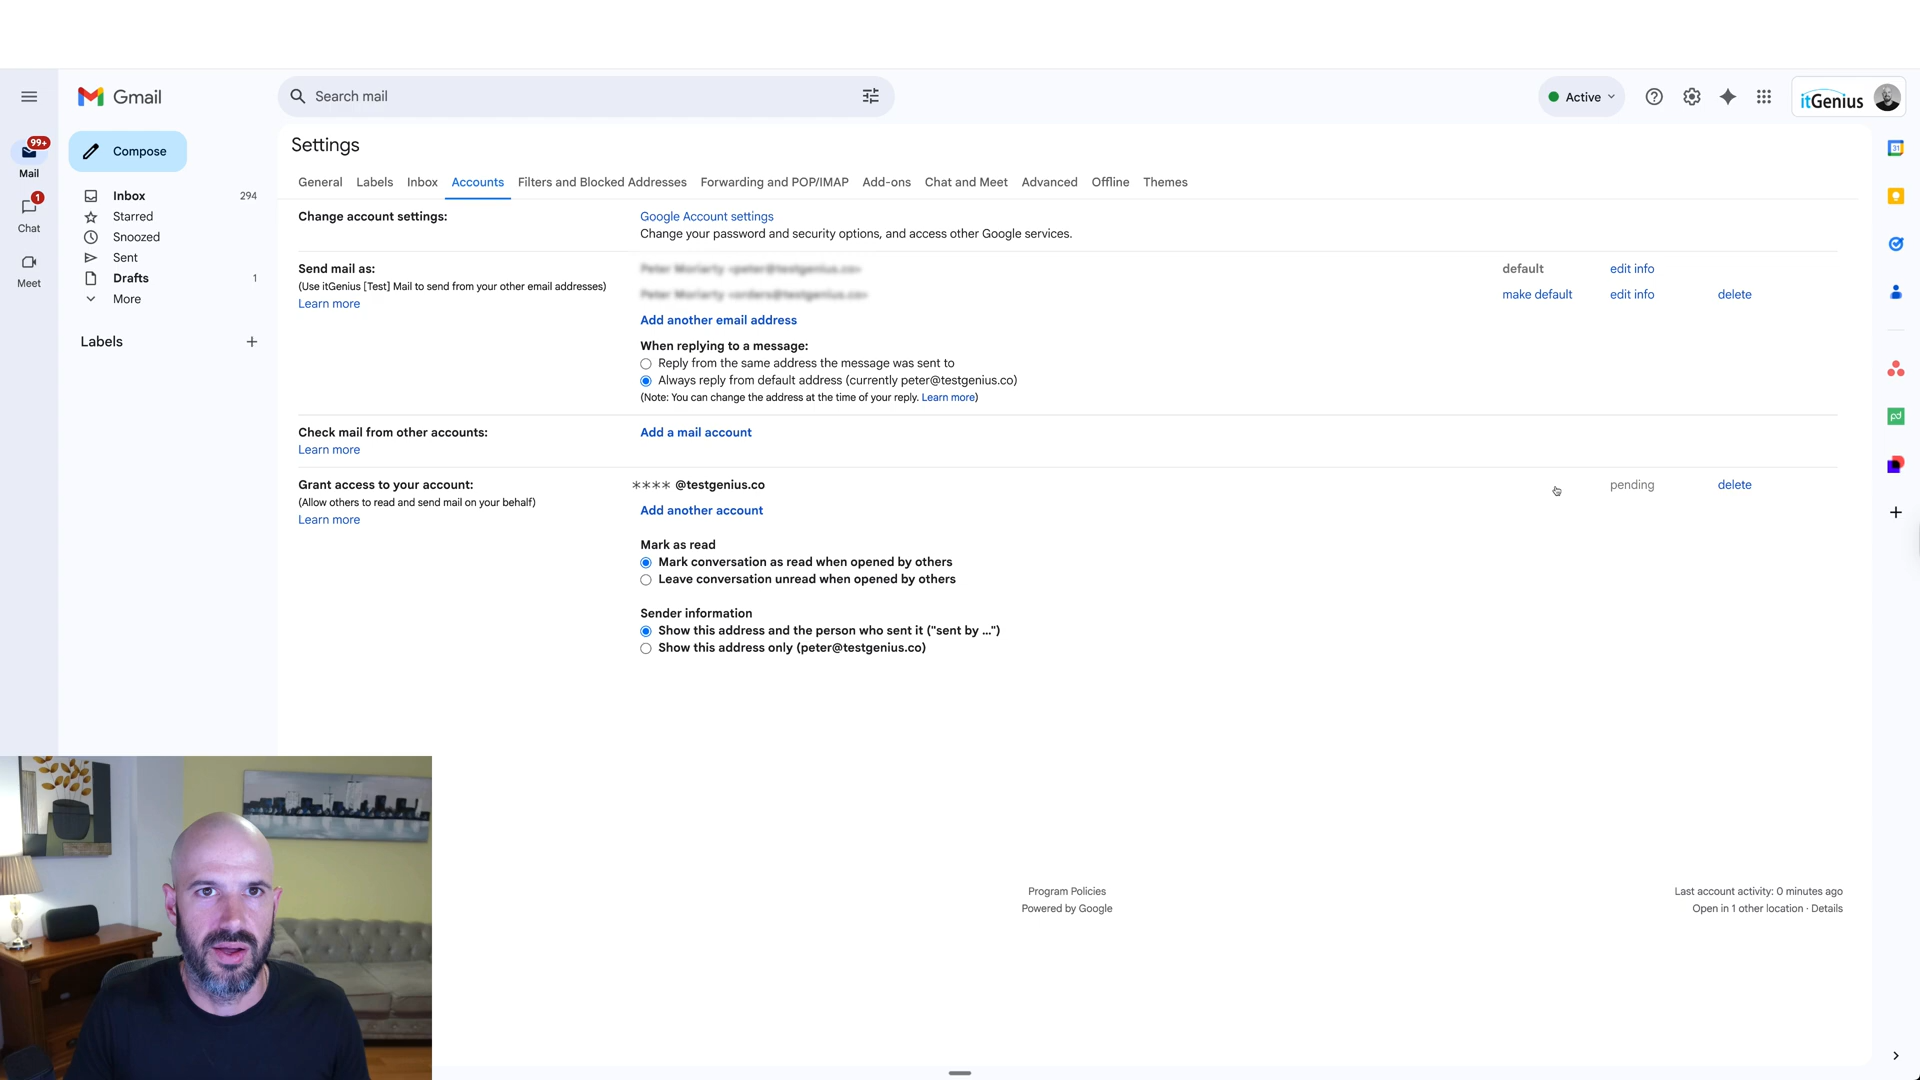 Gmail
Search mail
Active
itGenius
99+
Mail
1
Chat
Meet
Compose
Inbox 294
Starred
Snoozed
Sent
Drafts 1
More
Labels
Settings
General Labels Inbox Accounts Filters and Blocked Addresses Forwarding and POP/IMAP Add-ons Chat and Meet Advanced Offline Themes
Change account settings: Google Account settings
Change your password and security options, and access other Google services.
Send mail as: default edit info
(Use itGenius [Test] Mail to send from your other email addresses) make default edit info delete
Learn more
Add another email address
When replying to a message:
Reply from the same address the message was sent to
Always reply from default address (currently peter@testgenius.co)
(Note: You can change the address at the time of your reply. Learn more)
Check mail from other accounts: Add a mail account
Learn more
Grant access to your account: **** @testgenius.co pending delete
(Allow others to read and send mail on your behalf)
Learn more
Add another account
Mark as read
Mark conversation as read when opened by others
Leave conversation unread when opened by others
Sender information
Show this address and the person who sent it ("sent by ...")
Show this address only (peter@testgenius.co)
Program Policies
Powered by Google
Last account activity: 0 minutes ago
Open in 1 other location · Details
31
pd